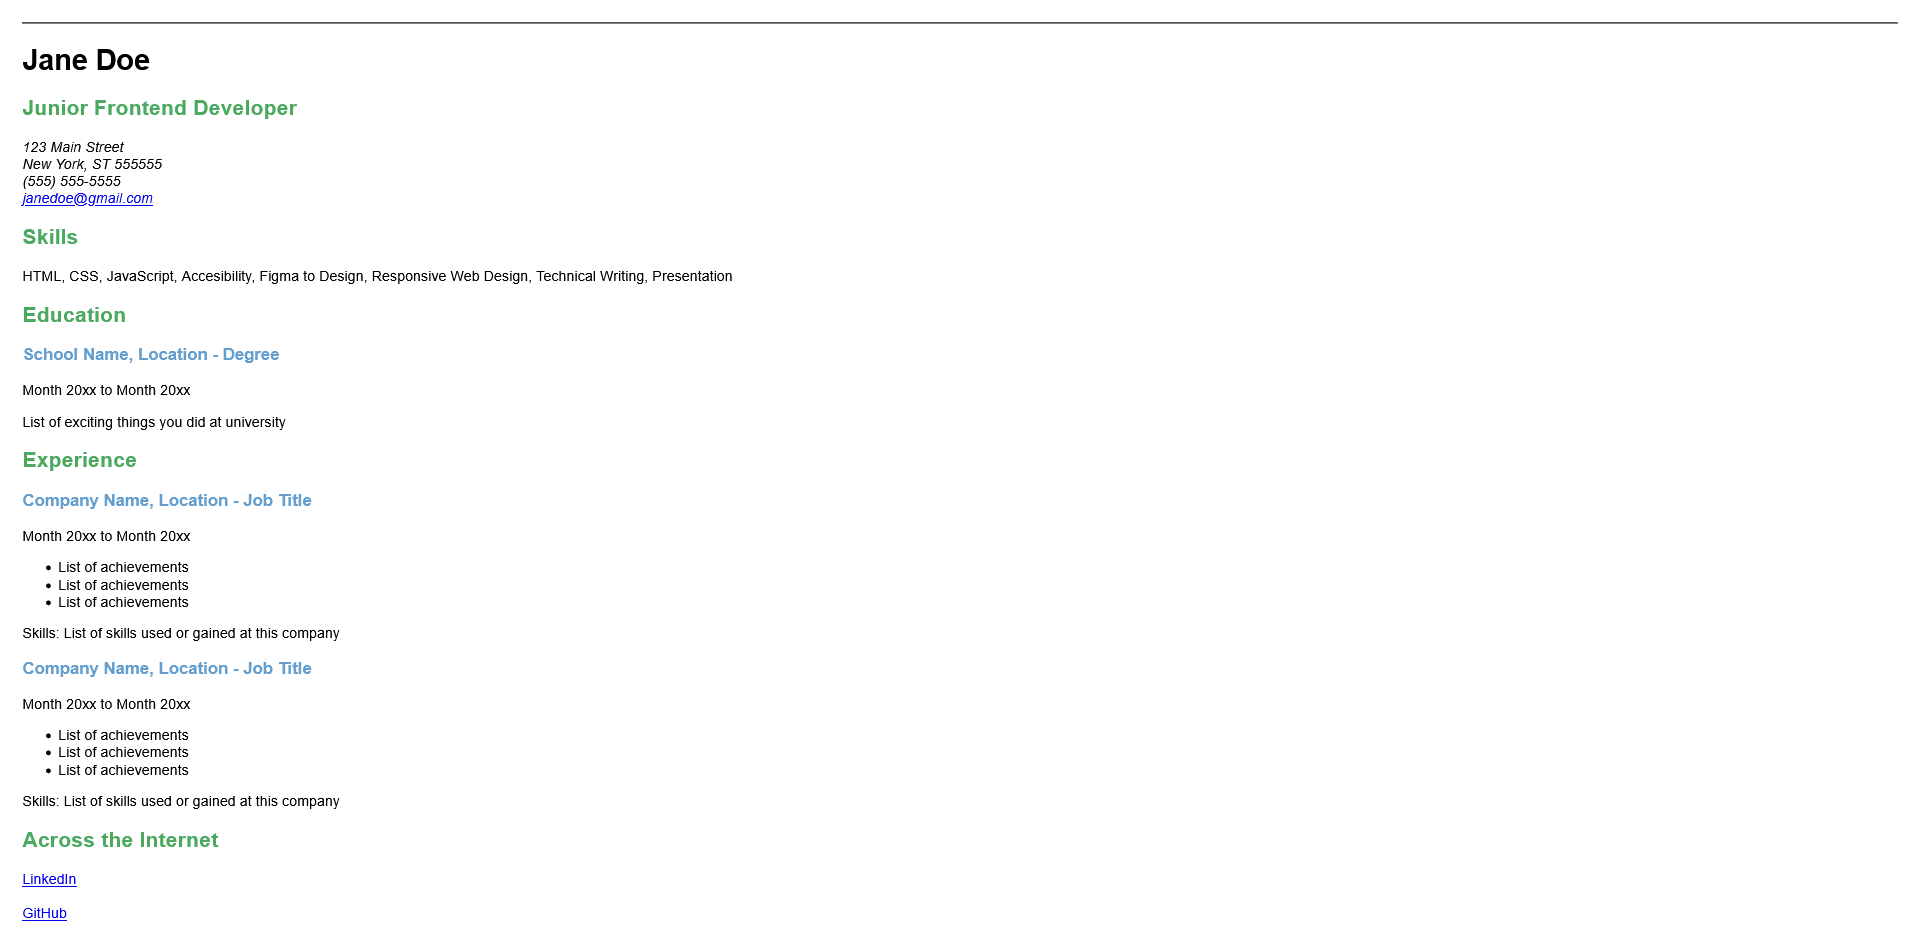 Jane Doe
Junior Frontend Developer
123 Main Street
New York, ST 555555
(555) 555-5555
janedoe@gmail.com
Skills
HTML, CSS, JavaScript, Accesibility, Figma to Design, Responsive Web Design, Technical Writing, Presentation
Education
School Name, Location - Degree
Month 20xx to Month 20xx
List of exciting things you did at university
Experience
Company Name, Location - Job Title
Month 20xx to Month 20xx
• List of achievements
• List of achievements
• List of achievements
Skills: List of skills used or gained at this company
Company Name, Location - Job Title
Month 20xx to Month 20xx
• List of achievements
• List of achievements
• List of achievements
Skills: List of skills used or gained at this company
Across the Internet
LinkedIn
GitHub